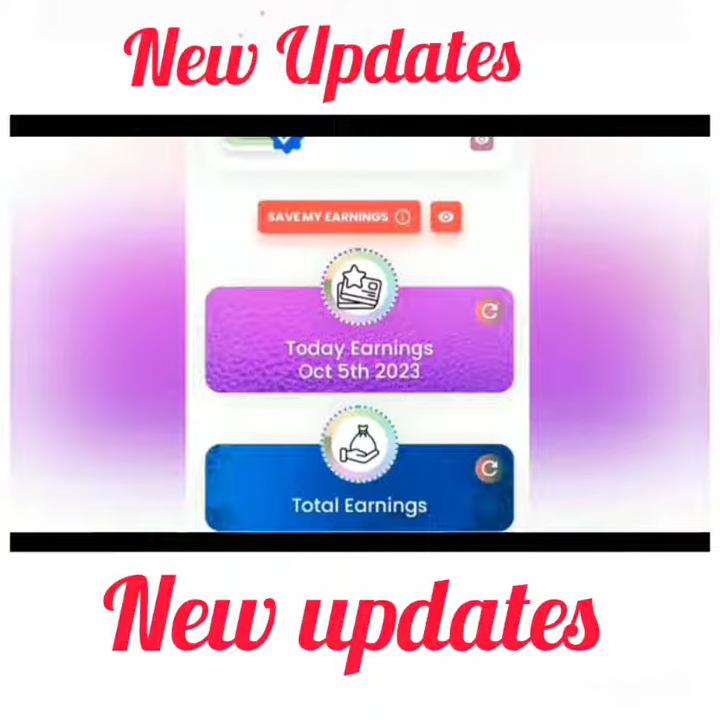 New Updates
SAVE MY EARNINGS
Today Earnings
Oct 5th 2023
Total Earnings
New updates